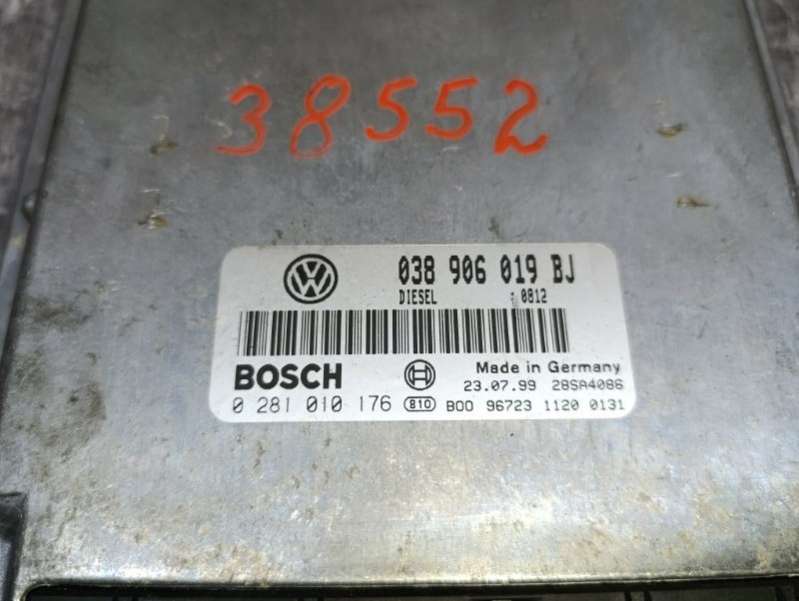 38552
038 906 019 BJ
DIESEL : 0812
BOSCH Made in Germany
23.07.99 28SA4086
0 281 010 176 810 B00 96723 1120 0131